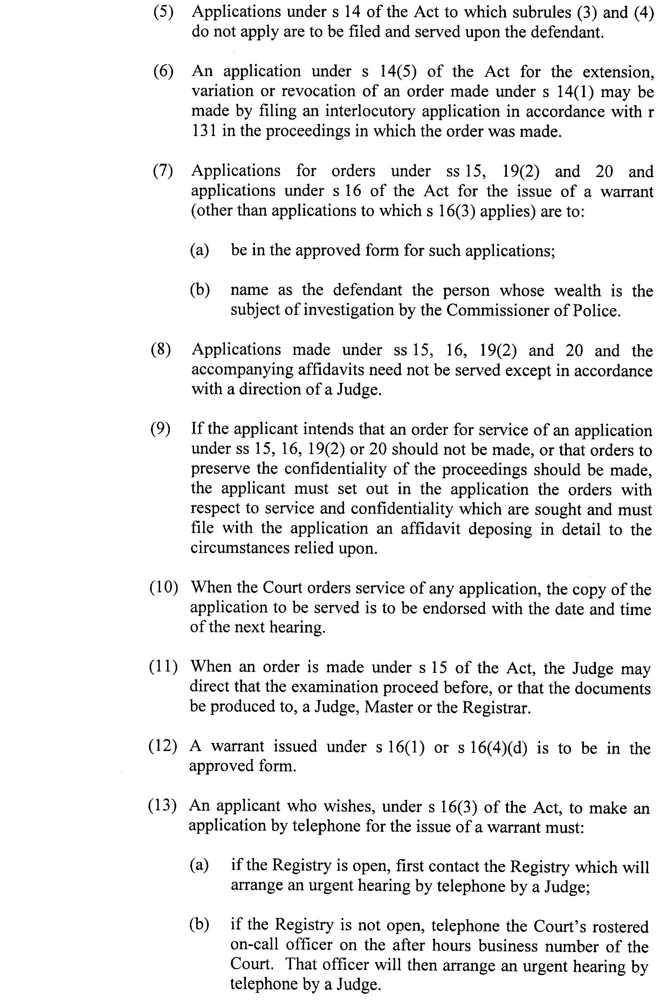 (5) Applications under s 14 of the Act to which subrules (3) and (4)
do not apply are to be filed and served upon the defendant.
(6) An application under s 14(5) of the Act for the extension,
variation or revocation of an order made under s 14(1) may be
made by filing an interlocutory application in accordance with r
131 in the proceedings in which the order was made.
(7) Applications for orders under ss 15, 19(2) and 20 and
applications under s 16 of the Act for the issue of a warrant
(other than applications to which s 16(3) applies) are to:
(a) be in the approved form for such applications;
(b) name as the defendant the person whose wealth is the
subject of investigation by the Commissioner of Police.
(8) Applications made under ss 15, 16, 19(2) and 20 and the
accompanying affidavits need not be served except in accordance
with a direction of a Judge.
(9) If the applicant intends that an order for service of an application
under ss 15, 16, 19(2) or 20 should not be made, or that orders to
preserve the confidentiality of the proceedings should be made,
the applicant must set out in the application the orders with
respect to service and confidentiality which are sought and must
file with the application an affidavit deposing in detail to the
circumstances relied upon.
(10) When the Court orders service of any application, the copy of the
application to be served is to be endorsed with the date and time
of the next hearing.
(11) When an order is made under s 15 of the Act, the Judge may
direct that the examination proceed before, or that the documents
be produced to, a Judge, Master or the Registrar.
(12) A warrant issued under s 16(1) or s 16(4)(d) is to be in the
approved form.
(13) An applicant who wishes, under s 16(3) of the Act, to make an
application by telephone for the issue of a warrant must:
(a) if the Registry is open, first contact the Registry which will
arrange an urgent hearing by telephone by a Judge;
(b) if the Registry is not open, telephone the Court's rostered
on-call officer on the after hours business number of the
Court. That officer will then arrange an urgent hearing by
telephone by a Judge.